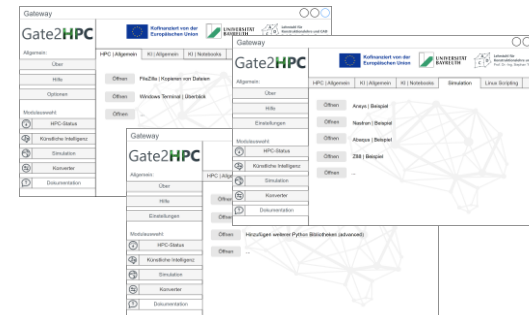 Gateway
Gate2HPC
Kofinanziert von der
Europäischen Union
UNIVERSITÄT
BAYREUTH
Allgemein:
Über
Hilfe
Optionen
Modulauswahl:
HPC-Status
Künstliche Intelligenz
Simulation
Konverter
Dokumentation
HPC | Allgemein
KI | Allgemein
KI | Notebooks
Öffnen
FileZilla | Kopieren von Dateien
Öffnen
Windows Terminal | Überblick
Öffnen
...
Gateway
Gate2HPC
Kofinanziert von der
Europäischen Union
UNIVERSITÄT
BAYREUTH
Allgemein:
Über
Hilfe
Einstellungen
Modulauswahl:
HPC-Status
Künstliche Intelligenz
Simulation
Konverter
Dokumentation
HPC | Allgemein
KI | Allgemein
KI | Notebooks
Simulation
Linux Scripting
Öffnen
Ansys | Beispiel
Öffnen
Nastran | Beispiel
Öffnen
Abaqus | Beispiel
Öffnen
Z88 | Beispiel
Öffnen
...
Gateway
Gate2HPC
Allgemein:
Über
Hilfe
Einstellungen
Modulauswahl:
HPC-Status
Künstliche Intelligenz
Simulation
Konverter
Dokumentation
Öffnen
Hinzufügen weiterer Python Bibliotheken (advanced)
Öffnen
...